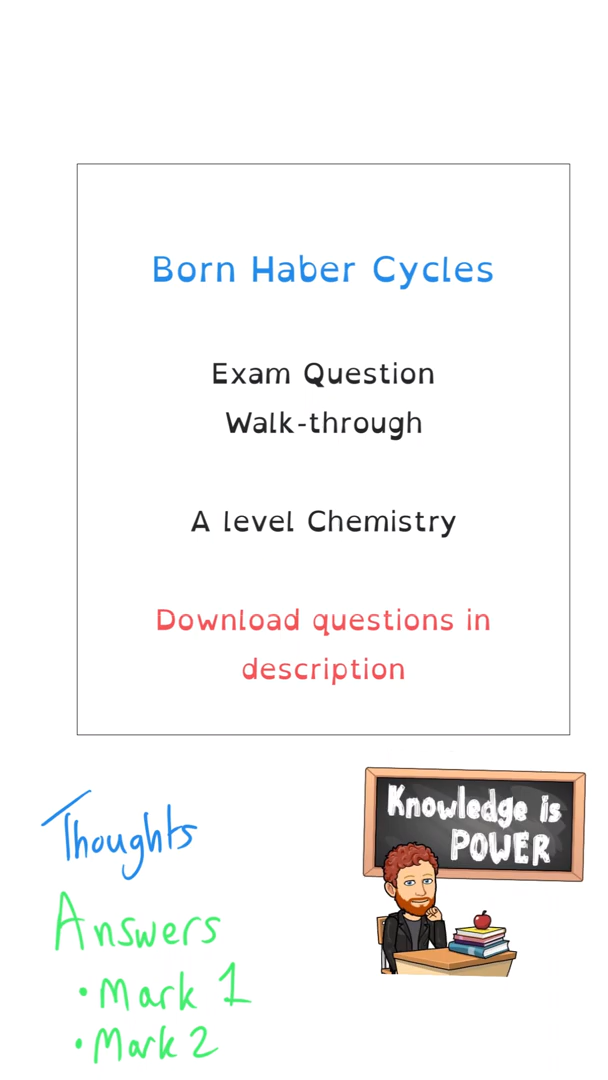 Born Haber Cycles
Exam Question
Walk-through
A level Chemistry
Download questions in
description
Knowledge is
POWER
Thoughts
Answers
• Mark 1
• Mark 2